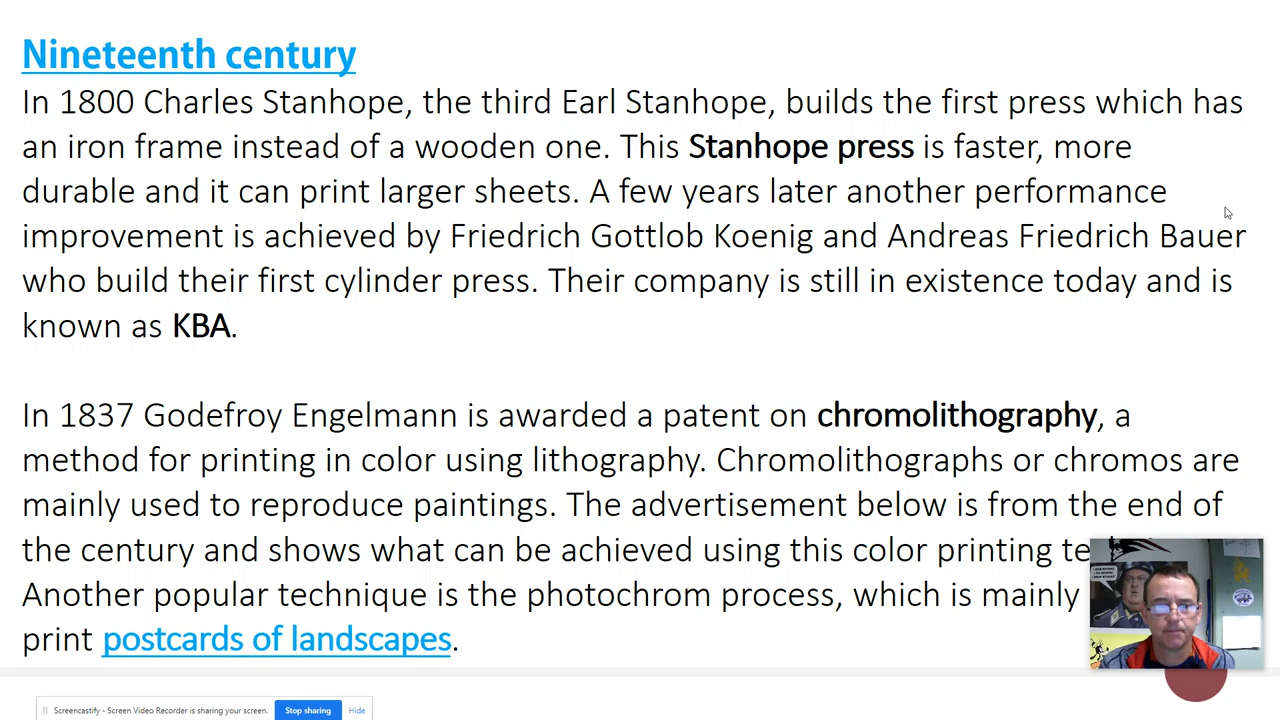 Nineteenth century
In 1800 Charles Stanhope, the third Earl Stanhope, builds the first press which has
an iron frame instead of a wooden one. This Stanhope press is faster, more
durable and it can print larger sheets. A few years later another performance
improvement is achieved by Friedrich Gottlob Koenig and Andreas Friedrich Bauer
who build their first cylinder press. Their company is still in existence today and is
known as KBA.
In 1837 Godefroy Engelmann is awarded a patent on chromolithography, a
method for printing in color using lithography. Chromolithographs or chromos are
mainly used to reproduce paintings. The advertisement below is from the end of
the century and shows what can be achieved using this color printing te
Another popular technique is the photochrom process, which is mainly
print postcards of landscapes.
Screencastify - Screen Video Recorder is sharing your screen. Stop sharing Hide